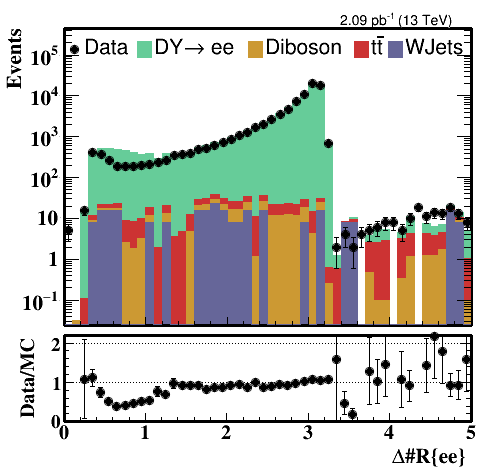 2.09 pb⁻¹ (13 TeV)
Events
Data DY→ ee Diboson tt̄ WJets
10⁵
10⁴
10³
10²
10
1
10⁻¹
Data/MC
2
1
0
0 1 2 3 4 5
Δ#R{ee}